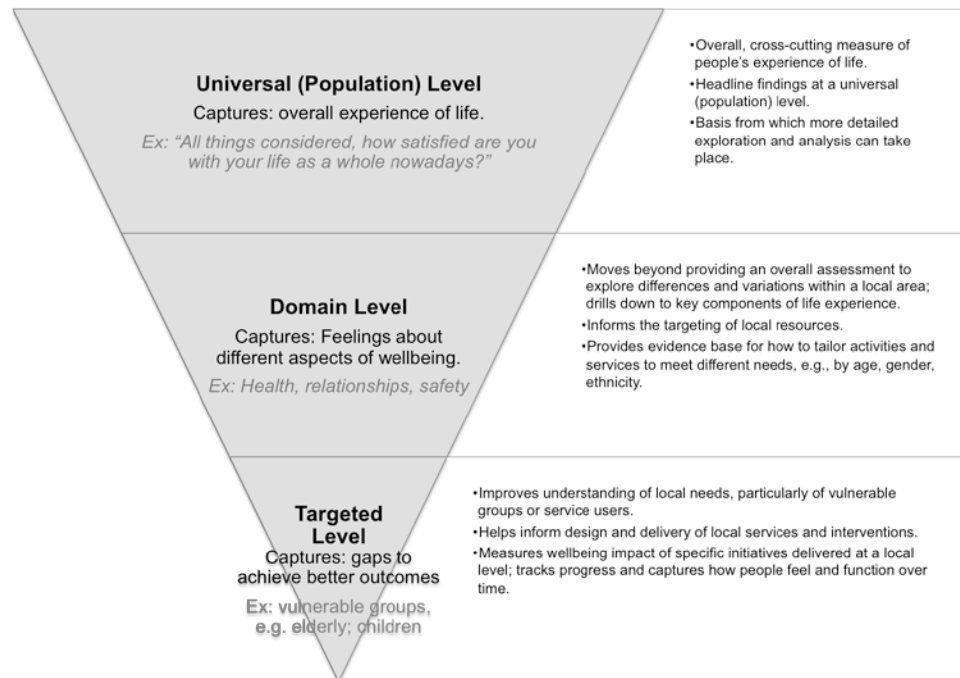 Universal (Population) Level
Captures: overall experience of life.
Ex: “All things considered, how satisfied are you
with your life as a whole nowadays?”
•Overall, cross-cutting measure of
people’s experience of life.
•Headline findings at a universal
(population) level.
•Basis from which more detailed
exploration and analysis can take
place.
Domain Level
Captures: Feelings about
different aspects of wellbeing.
Ex: Health, relationships, safety
•Moves beyond providing an overall assessment to
explore differences and variations within a local area;
drills down to key components of life experience.
•Informs the targeting of local resources.
•Provides evidence base for how to tailor activities and
services to meet different needs, e.g., by age, gender,
ethnicity.
Targeted
Level
Captures: gaps to
achieve better outcomes
Ex: vulnerable groups,
e.g. elderly; children
•Improves understanding of local needs, particularly of vulnerable
groups or service users.
•Helps inform design and delivery of local services and interventions.
•Measures wellbeing impact of specific initiatives delivered at a local
level; tracks progress and captures how people feel and function over
time.